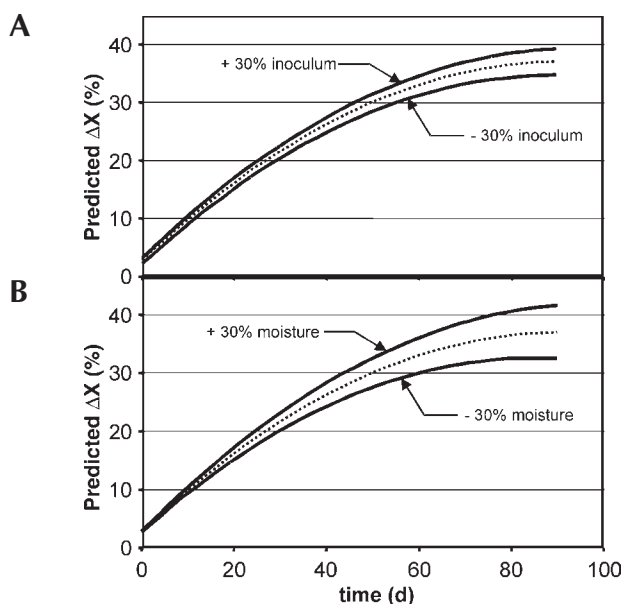 A
Predicted ΔX (%)
40
30
20
10
0
+ 30% inoculum
- 30% inoculum
B
Predicted ΔX (%)
40
30
20
10
0
+ 30% moisture
- 30% moisture
0 20 40 60 80 100
time (d)